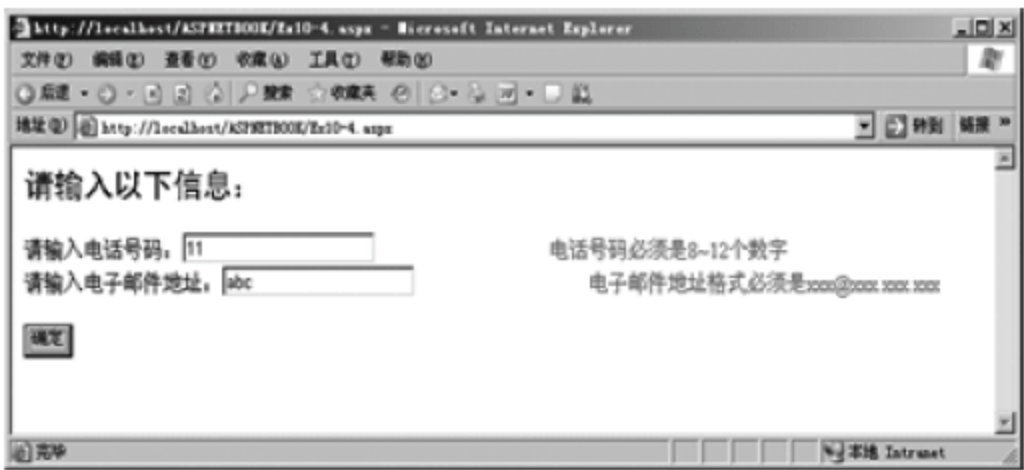 http://localhost/ASPNETBOOK/Ex10-4.aspx - Microsoft Internet Explorer
文件(F) 编辑(E) 查看(V) 收藏(A) 工具(T) 帮助(H)
后退 搜索 收藏夹
地址(D) http://localhost/ASPNETBOOK/Ex10-4.aspx 转到 链接 »
请输入以下信息：
请输入电话号码：11 电话号码必须是8~12个数字
请输入电子邮件地址：abc 电子邮件地址格式必须是xxx@xxx.xxx.xxx
确定
完毕 本地 Intranet